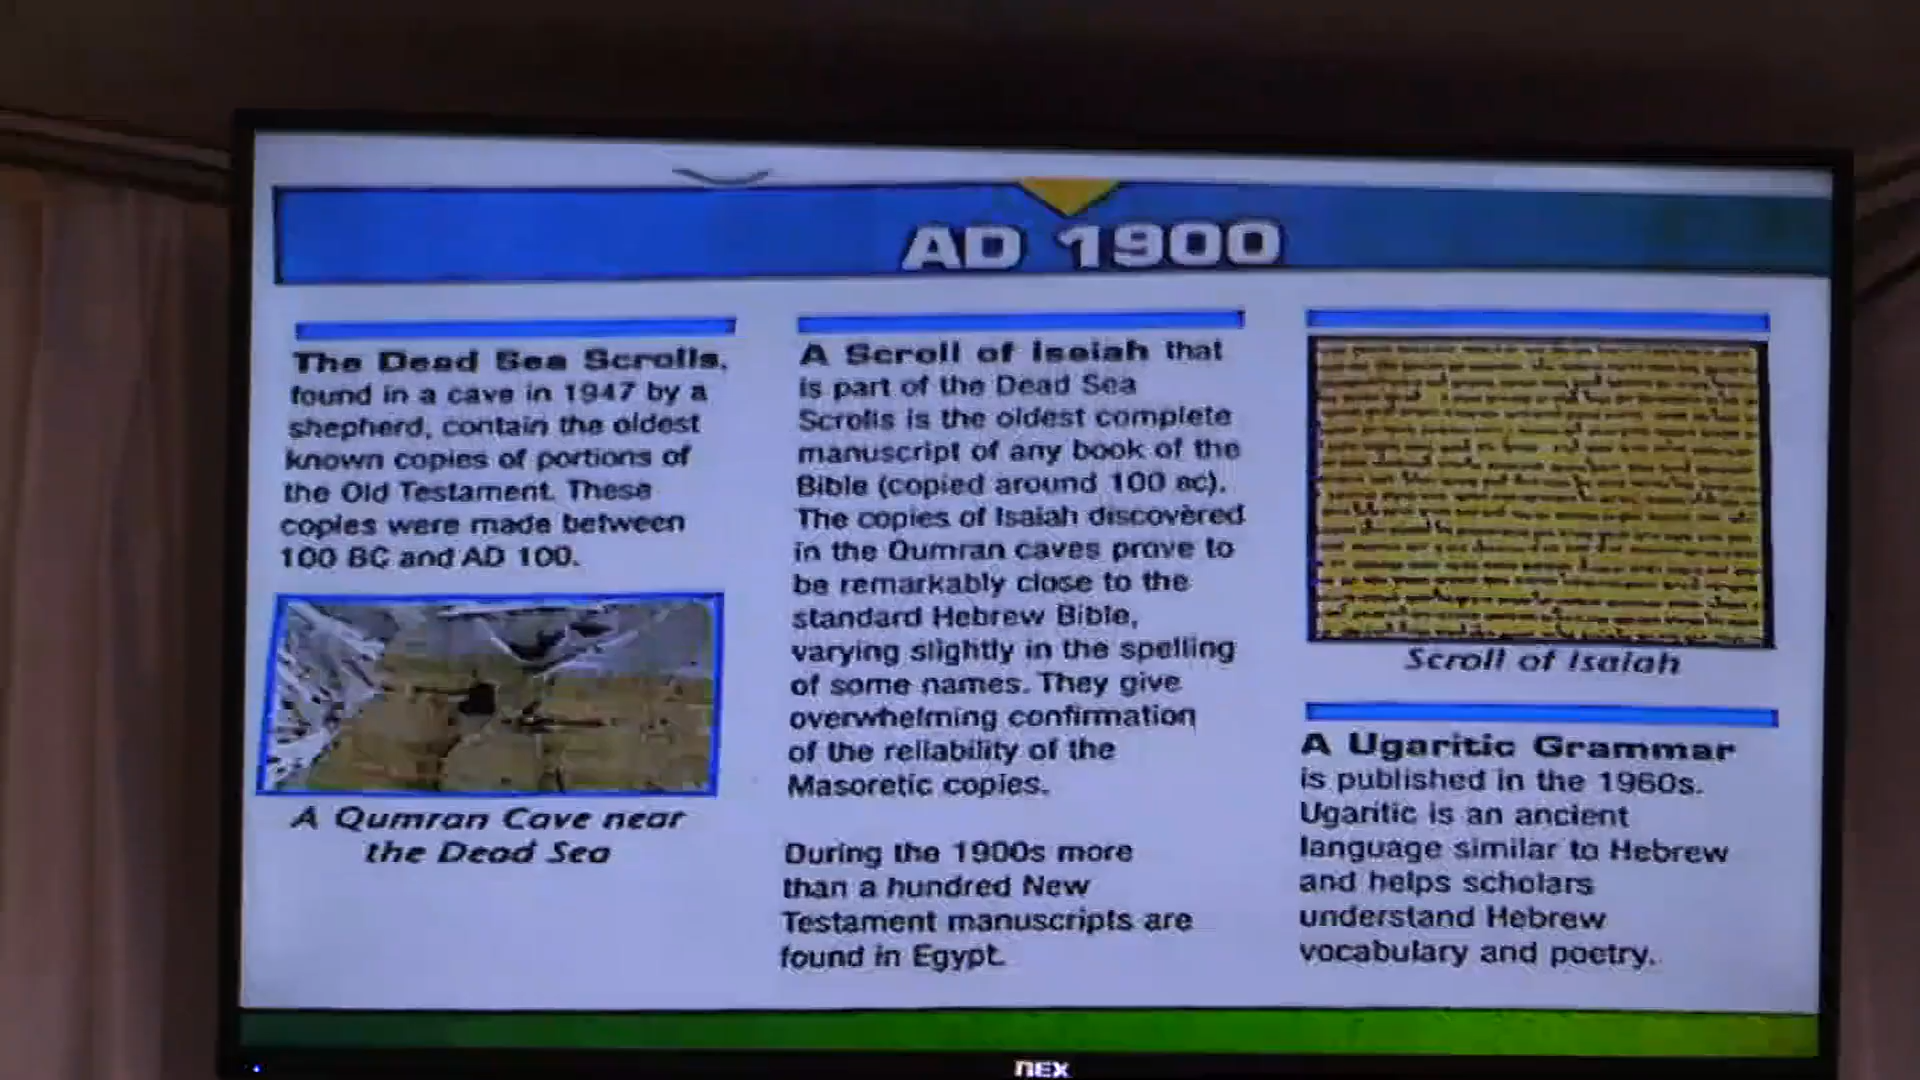 AD 1900
The Dead Sea Scrolls,
found in a cave in 1947 by a
shepherd, contain the oldest
known copies of portions of
the Old Testament. These
copies were made between
100 BC and AD 100.
A Qumran Cave near
the Dead Sea
A Scroll of Isaiah that
is part of the Dead Sea
Scrolls is the oldest complete
manuscript of any book of the
Bible (copied around 100 BC).
The copies of Isaiah discovered
in the Qumran caves prove to
be remarkably close to the
standard Hebrew Bible,
varying slightly in the spelling
of some names. They give
overwhelming confirmation
of the reliability of the
Masoretic copies.
During the 1900s more
than a hundred New
Testament manuscripts are
found in Egypt.
Scroll of Isaiah
A Ugaritic Grammar
is published in the 1960s.
Ugaritic is an ancient
language similar to Hebrew
and helps scholars
understand Hebrew
vocabulary and poetry.
nex